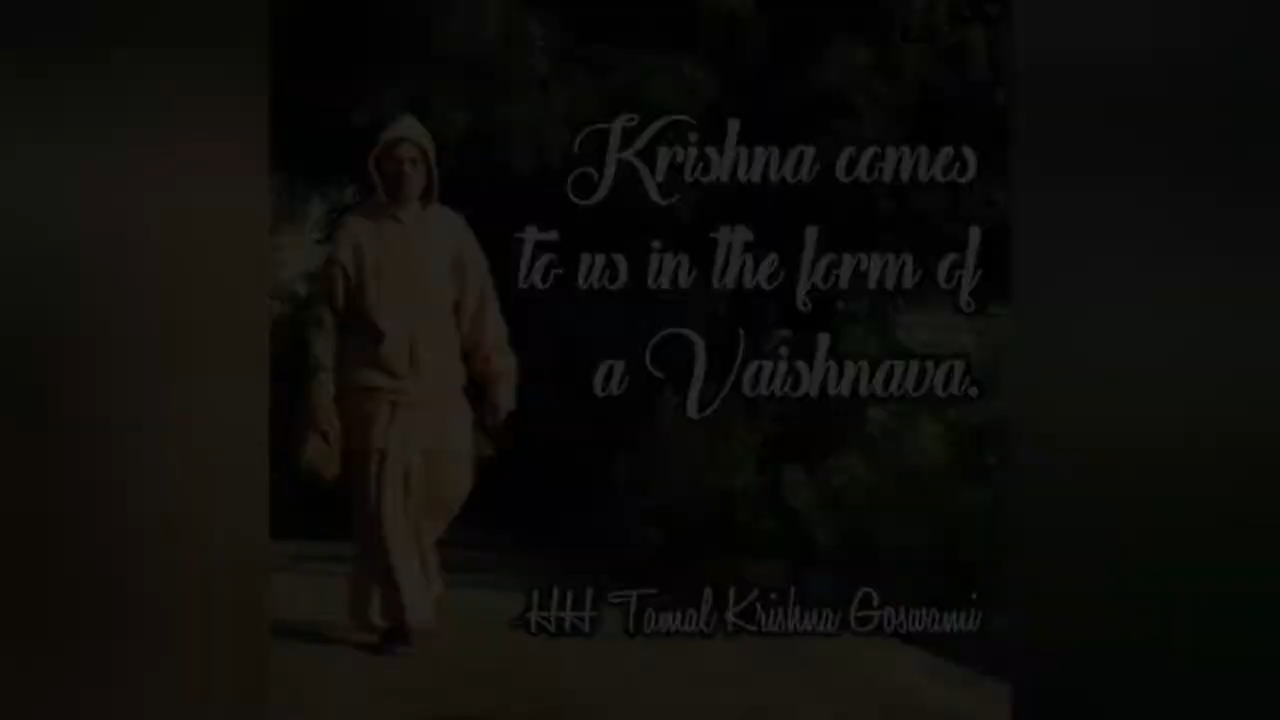 Krishna comes
to us in the form of
a Vaishnava.
-HH Tamal Krishna Goswami